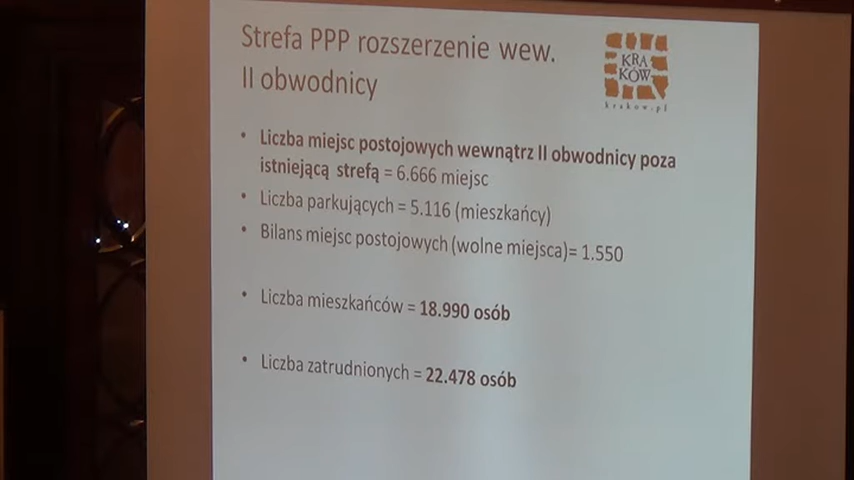 Strefa PPP rozszerzenie wew.
II obwodnicy
KRA
KÓW
krakow.pl
• Liczba miejsc postojowych wewnątrz II obwodnicy poza
istniejącą strefą = 6.666 miejsc
• Liczba parkujących = 5.116 (mieszkańcy)
• Bilans miejsc postojowych (wolne miejsca)= 1.550
• Liczba mieszkańców = 18.990 osób
• Liczba zatrudnionych = 22.478 osób